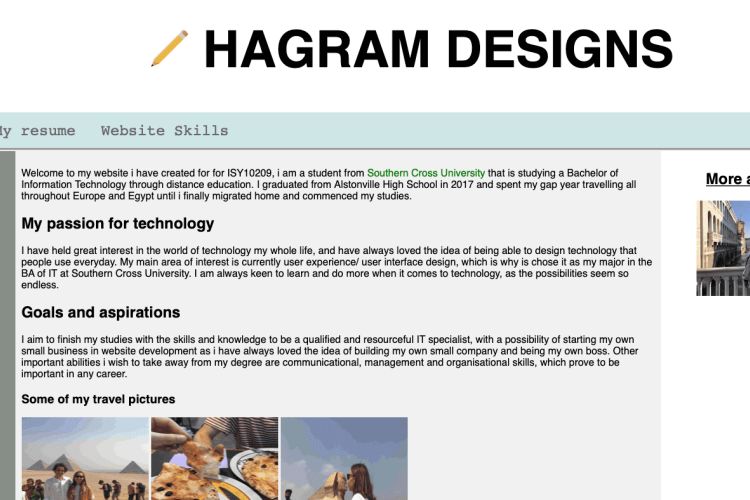 HAGRAM DESIGNS
My resume Website Skills
Welcome to my website i have created for for ISY10209, i am a student from Southern Cross University that is studying a Bachelor of
Information Technology through distance education. I graduated from Alstonville High School in 2017 and spent my gap year travelling all
throughout Europe and Egypt until i finally migrated home and commenced my studies.
More a
My passion for technology
I have held great interest in the world of technology my whole life, and have always loved the idea of being able to design technology that
people use everyday. My main area of interest is currently user experience/ user interface design, which is why is chose it as my major in the
BA of IT at Southern Cross University. I am always keen to learn and do more when it comes to technology, as the possibilities seem so
endless.
Goals and aspirations
I aim to finish my studies with the skills and knowledge to be a qualified and resourceful IT specialist, with a possibility of starting my own
small business in website development as i have always loved the idea of building my own small company and being my own boss. Other
important abilities i wish to take away from my degree are communicational, management and organisational skills, which prove to be
important in any career.
Some of my travel pictures